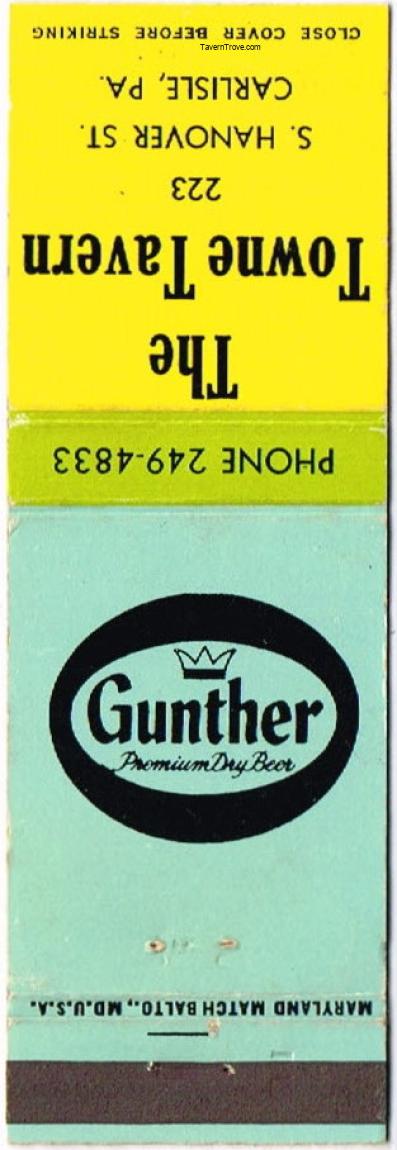 CLOSE COVER BEFORE STRIKING
TavernTrove.com
The
Towne Tavern
223
S. HANOVER ST.
CARLISLE, PA.
PHONE 249-4833
Gunther
Premium Dry Beer
MARYLAND MATCH BALTO., MD.U.S.A.